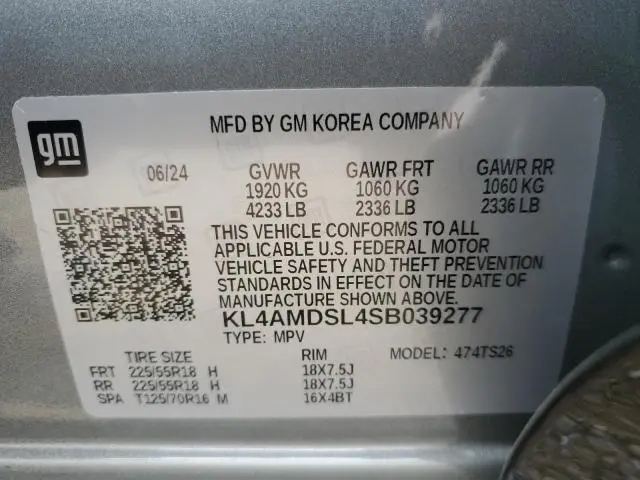 gm
MFD BY GM KOREA COMPANY
06/24 GVWR GAWR FRT GAWR RR
1920 KG 1060 KG 1060 KG
4233 LB 2336 LB 2336 LB
THIS VEHICLE CONFORMS TO ALL
APPLICABLE U.S. FEDERAL MOTOR
VEHICLE SAFETY AND THEFT PREVENTION
STANDARDS IN EFFECT ON THE DATE OF
MANUFACTURE SHOWN ABOVE.
KL4AMDSL4SB039277
TYPE: MPV
TIRE SIZE RIM MODEL: 474TS26
FRT 225/55R18 H 18X7.5J
RR 225/55R18 H 18X7.5J
SPA T125/70R16 M 16X4BT